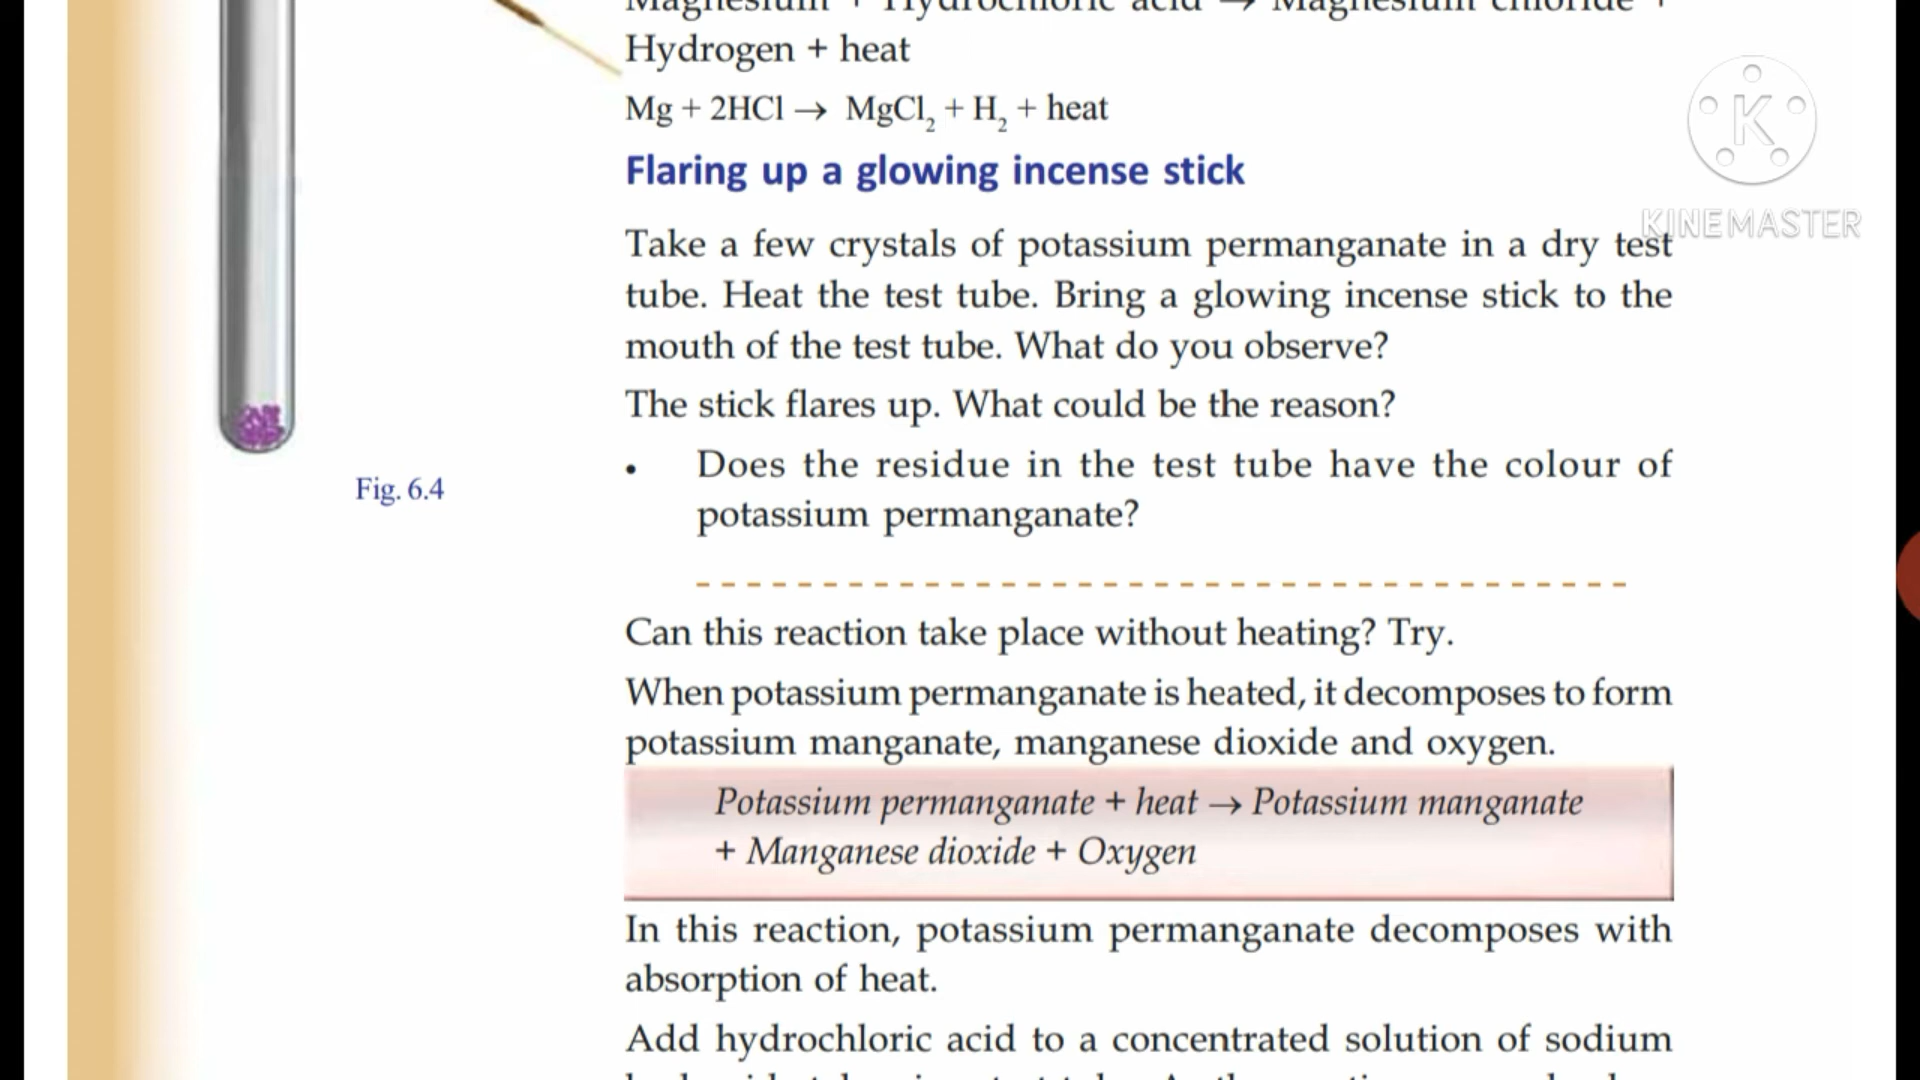 Magnesium + Hydrochloric acid → Magnesium chloride +
Hydrogen + heat
Mg + 2HCl → MgCl₂ + H₂ + heat
Flaring up a glowing incense stick
Take a few crystals of potassium permanganate in a dry test
tube. Heat the test tube. Bring a glowing incense stick to the
mouth of the test tube. What do you observe?
The stick flares up. What could be the reason?
• Does the residue in the test tube have the colour of
potassium permanganate?
Fig. 6.4
Can this reaction take place without heating? Try.
When potassium permanganate is heated, it decomposes to form
potassium manganate, manganese dioxide and oxygen.
Potassium permanganate + heat → Potassium manganate
+ Manganese dioxide + Oxygen
In this reaction, potassium permanganate decomposes with
absorption of heat.
Add hydrochloric acid to a concentrated solution of sodium
K
KINEMASTER